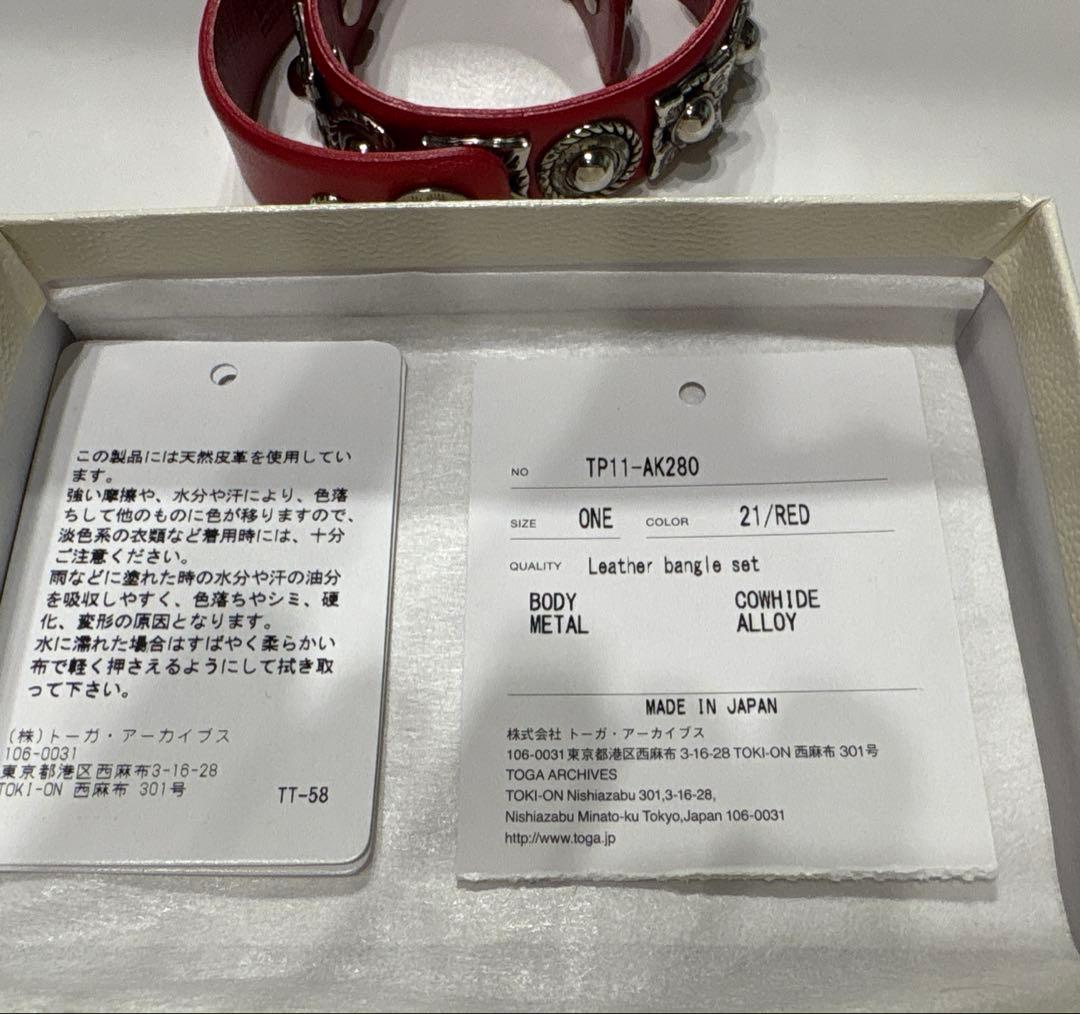 この製品には天然皮革を使用してい
ます。
強い摩擦や、水分や汗により、色落
ちして他のものに色が移りますので、
淡色系の衣類など着用時には、十分
ご注意ください。
雨などに塗れた時の水分や汗の油分
を吸収しやすく、色落ちやシミ、硬
化、変形の原因となります。
水に濡れた場合はすばやく柔らかい
布で軽く押さえるようにして拭き取
って下さい。
(株)トーガ・アーカイブス
106-0031
東京都港区西麻布3-16-28
TOKI-ON 西麻布 301号
TT-58
NO TP11-AK280
SIZE ONE COLOR 21/RED
QUALITY Leather bangle set
BODY COWHIDE
METAL ALLOY
MADE IN JAPAN
株式会社 トーガ・アーカイブス
106-0031東京都港区西麻布 3-16-28 TOKI-ON 西麻布 301号
TOGA ARCHIVES
TOKI-ON Nishiazabu 301,3-16-28,
Nishiazabu Minato-ku Tokyo,Japan 106-0031
http://www.toga.jp